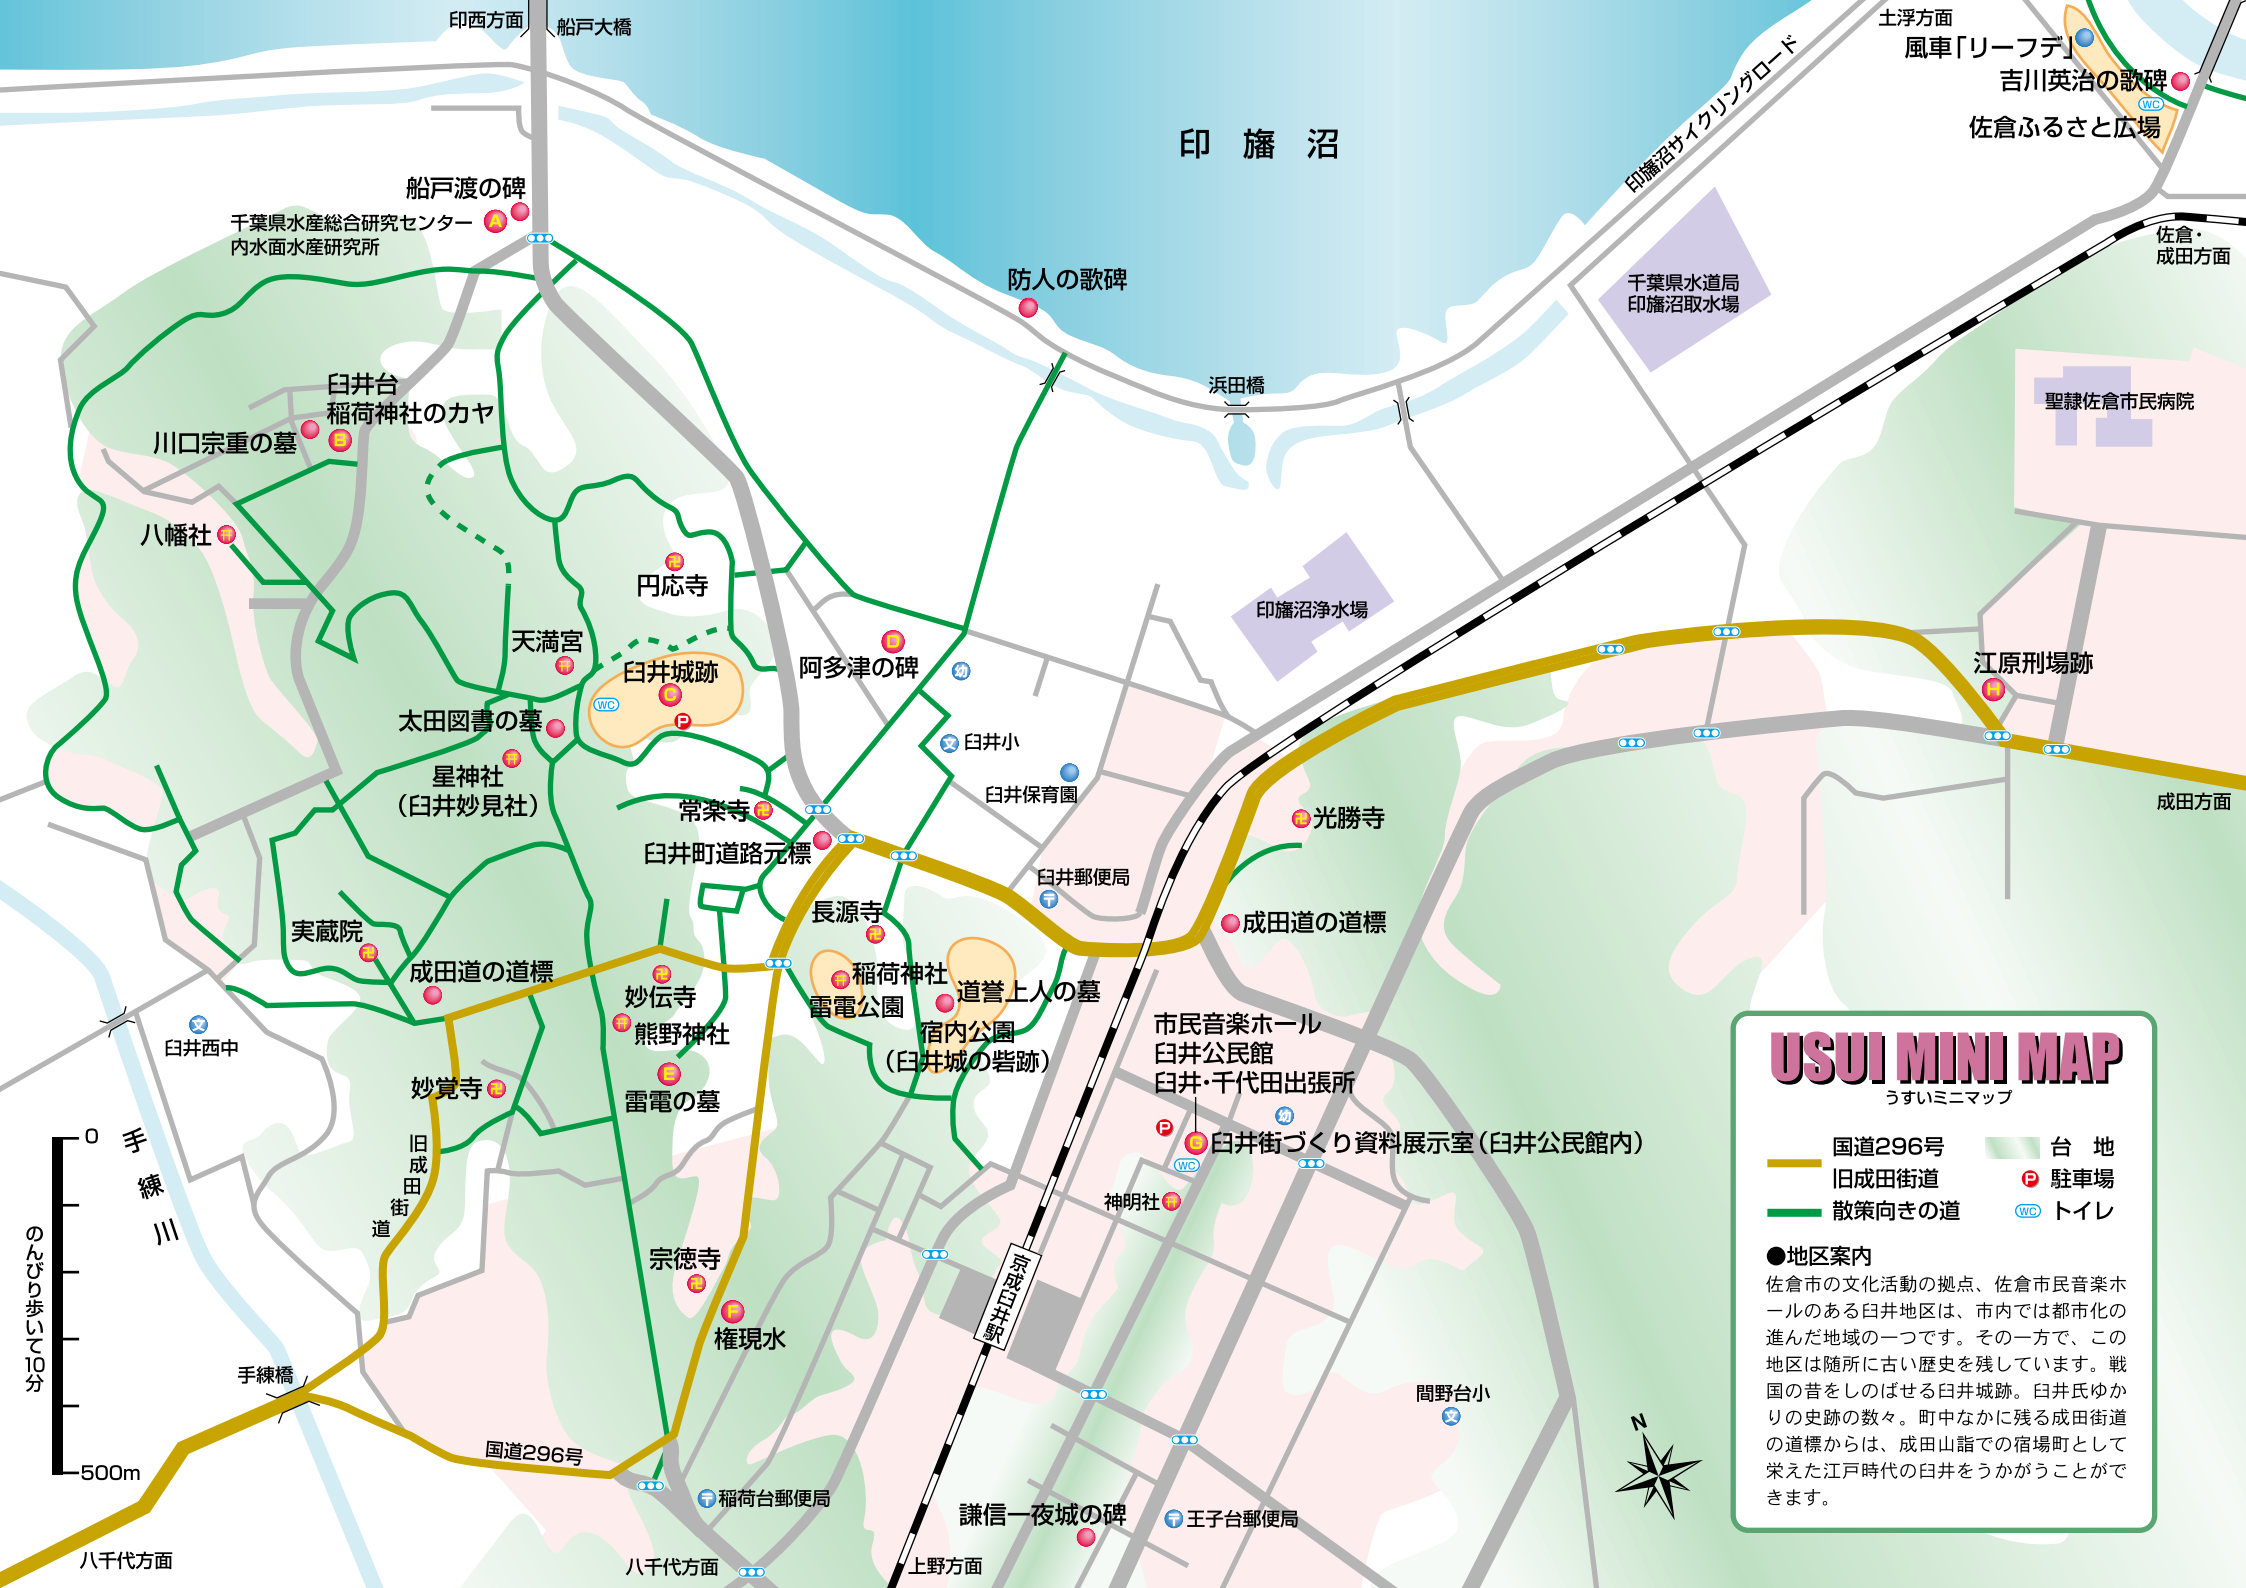 印西方面
船戸大橋
土浮方面
風車「リーフデ」
吉川英治の歌碑
WC
佐倉ふるさと広場
印旛沼
印旛沼サイクリングロード
船戸渡の碑
千葉県水産総合研究センター
内水面水産研究所
A
佐倉・
成田方面
防人の歌碑
千葉県水道局
印旛沼取水場
浜田橋
聖隷佐倉市民病院
臼井台
稲荷神社のカヤ
川口宗重の墓
B
八幡社
円応寺
卍
印旛沼浄水場
天満宮
臼井城跡
C
WC
P
D
阿多津の碑
幼
江原刑場跡
H
太田図書の墓
星神社
（臼井妙見社）
文
臼井小
臼井保育園
成田方面
常楽寺
卍
臼井町道路元標
卍
光勝寺
臼井郵便局
〒
成田道の道標
長源寺
卍
実蔵院
卍
成田道の道標
稲荷神社
雷電公園
道誉上人の墓
宿内公園
（臼井城の砦跡）
卍
妙伝寺
熊野神社
E
雷電の墓
文
臼井西中
妙覚寺
卍
市民音楽ホール
臼井公民館
臼井・千代田出張所
幼
P
G
臼井街づくり資料展示室（臼井公民館内）
WC
神明社
旧成田街道
手練川
0
500m
のんびり歩いて10分
宗徳寺
卍
F
権現水
京成臼井駅
手練橋
国道296号
間野台小
文
〒
稲荷台郵便局
謙信一夜城の碑
〒
王子台郵便局
八千代方面
八千代方面
上野方面
N
USUI MINI MAP
うすいミニマップ
国道296号
旧成田街道
散策向きの道
台地
P
駐車場
WC
トイレ
●地区案内
佐倉市の文化活動の拠点、佐倉市民音楽ホ
ールのある臼井地区は、市内では都市化の
進んだ地域の一つです。その一方で、この
地区は随所に古い歴史を残しています。戦
国の昔をしのばせる臼井城跡。臼井氏ゆか
りの史跡の数々。町中なかに残る成田街道
の道標からは、成田山詣での宿場町として
栄えた江戸時代の臼井をうかがうことがで
きます。